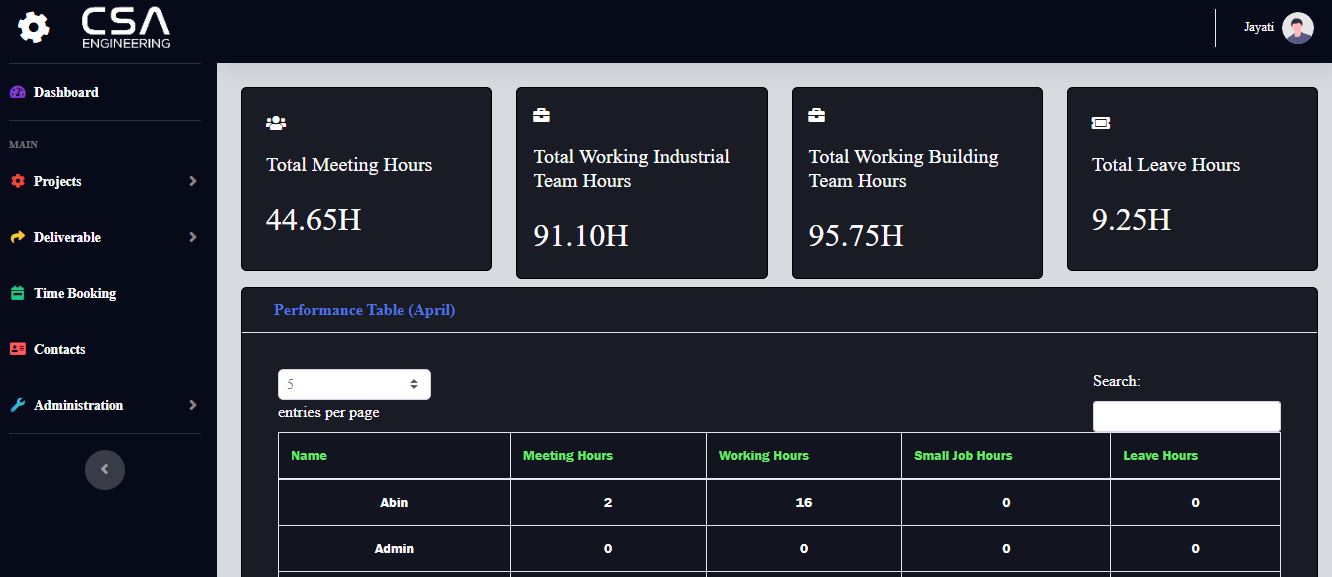 CSA
ENGINEERING
Jayati
Dashboard
MAIN
Projects
Deliverable
Time Booking
Contacts
Administration
Total Meeting Hours
44.65H
Total Working Industrial
Team Hours
91.10H
Total Working Building
Team Hours
95.75H
Total Leave Hours
9.25H
Performance Table (April)
5
entries per page
Search:
Name Meeting Hours Working Hours Small Job Hours Leave Hours
Abin 2 16 0 0
Admin 0 0 0 0